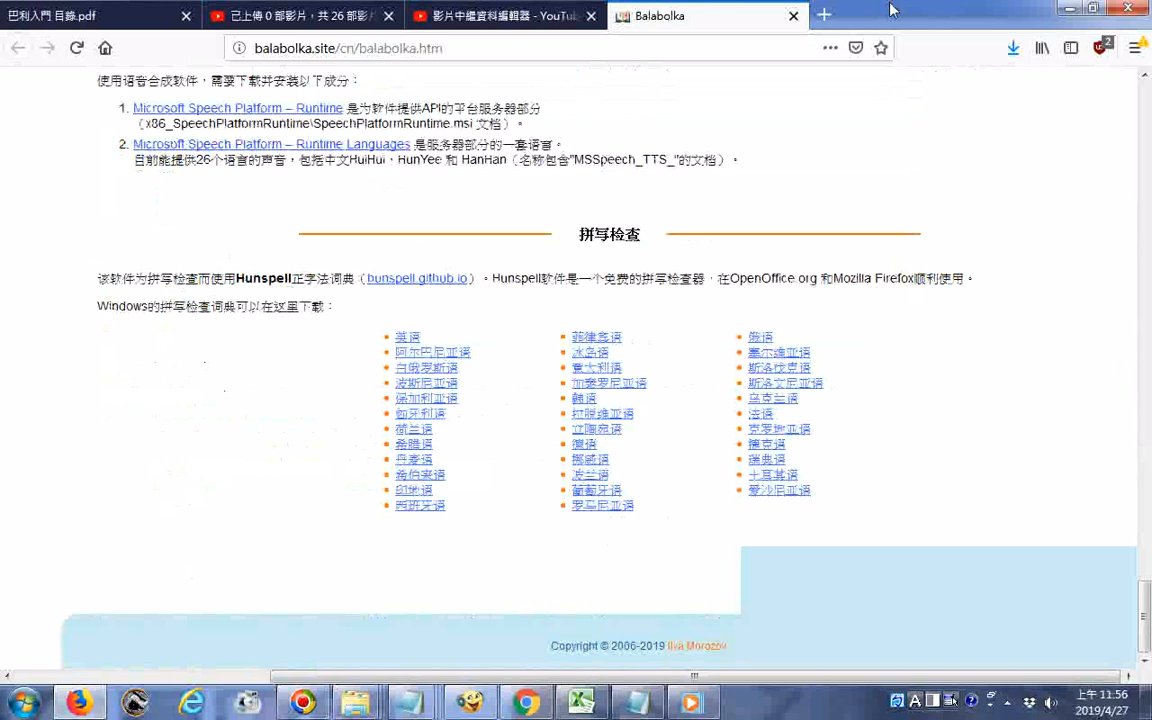 巴利入門 目錄.pdf
已上傳 0 部影片，共 26 部影片
影片中繼資料編輯器 - YouTube
Balabolka
balabolka.site/cn/balabolka.htm
2
使用语音合成软件，需要下载并安装以下成分：
1. Microsoft Speech Platform – Runtime 是为软件提供API的平台服务器部分
（x86_SpeechPlatformRuntime\SpeechPlatformRuntime.msi 文档）。
2. Microsoft Speech Platform – Runtime Languages 是服务器部分的一套语言。
目前能提供26个语言的声音，包括中文HuiHui、HunYee 和 HanHan（名称包含"MSSpeech_TTS_"的文档）。
拼写检查
该软件为拼写检查而使用Hunspell正字法词典（hunspell.github.io）。Hunspell软件是一个免费的拼写检查器，在OpenOffice.org 和Mozilla Firefox顺利使用。
Windows的拼写检查词典可以在这里下载：
英语
阿尔巴尼亚语
白俄罗斯语
波斯尼亚语
保加利亚语
匈牙利语
荷兰语
希腊语
丹麦语
希伯来语
印地语
西班牙语
菲律宾语
冰岛语
意大利语
加泰罗尼亚语
韩语
拉脱维亚语
立陶宛语
德语
挪威语
波兰语
葡萄牙语
罗马尼亚语
俄语
塞尔维亚语
斯洛伐克语
斯洛文尼亚语
乌克兰语
法语
克罗地亚语
捷克语
瑞典语
土耳其语
爱沙尼亚语
Copyright © 2006-2019 Ilya Morozov
上午 11:56
2019/4/27